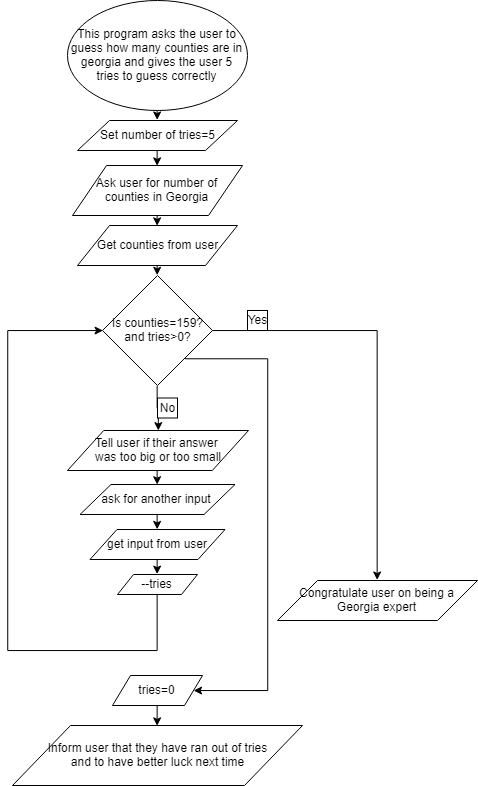 This program asks the user to
guess how many counties are in
georgia and gives the user 5
tries to guess correctly
Set number of tries=5
Ask user for number of
counties in Georgia
Get counties from user
Is counties=159?
and tries>0?
Yes
No
Tell user if their answer
was too big or too small
ask for another input
get input from user
--tries
Congratulate user on being a
Georgia expert
tries=0
Inform user that they have ran out of tries
and to have better luck next time